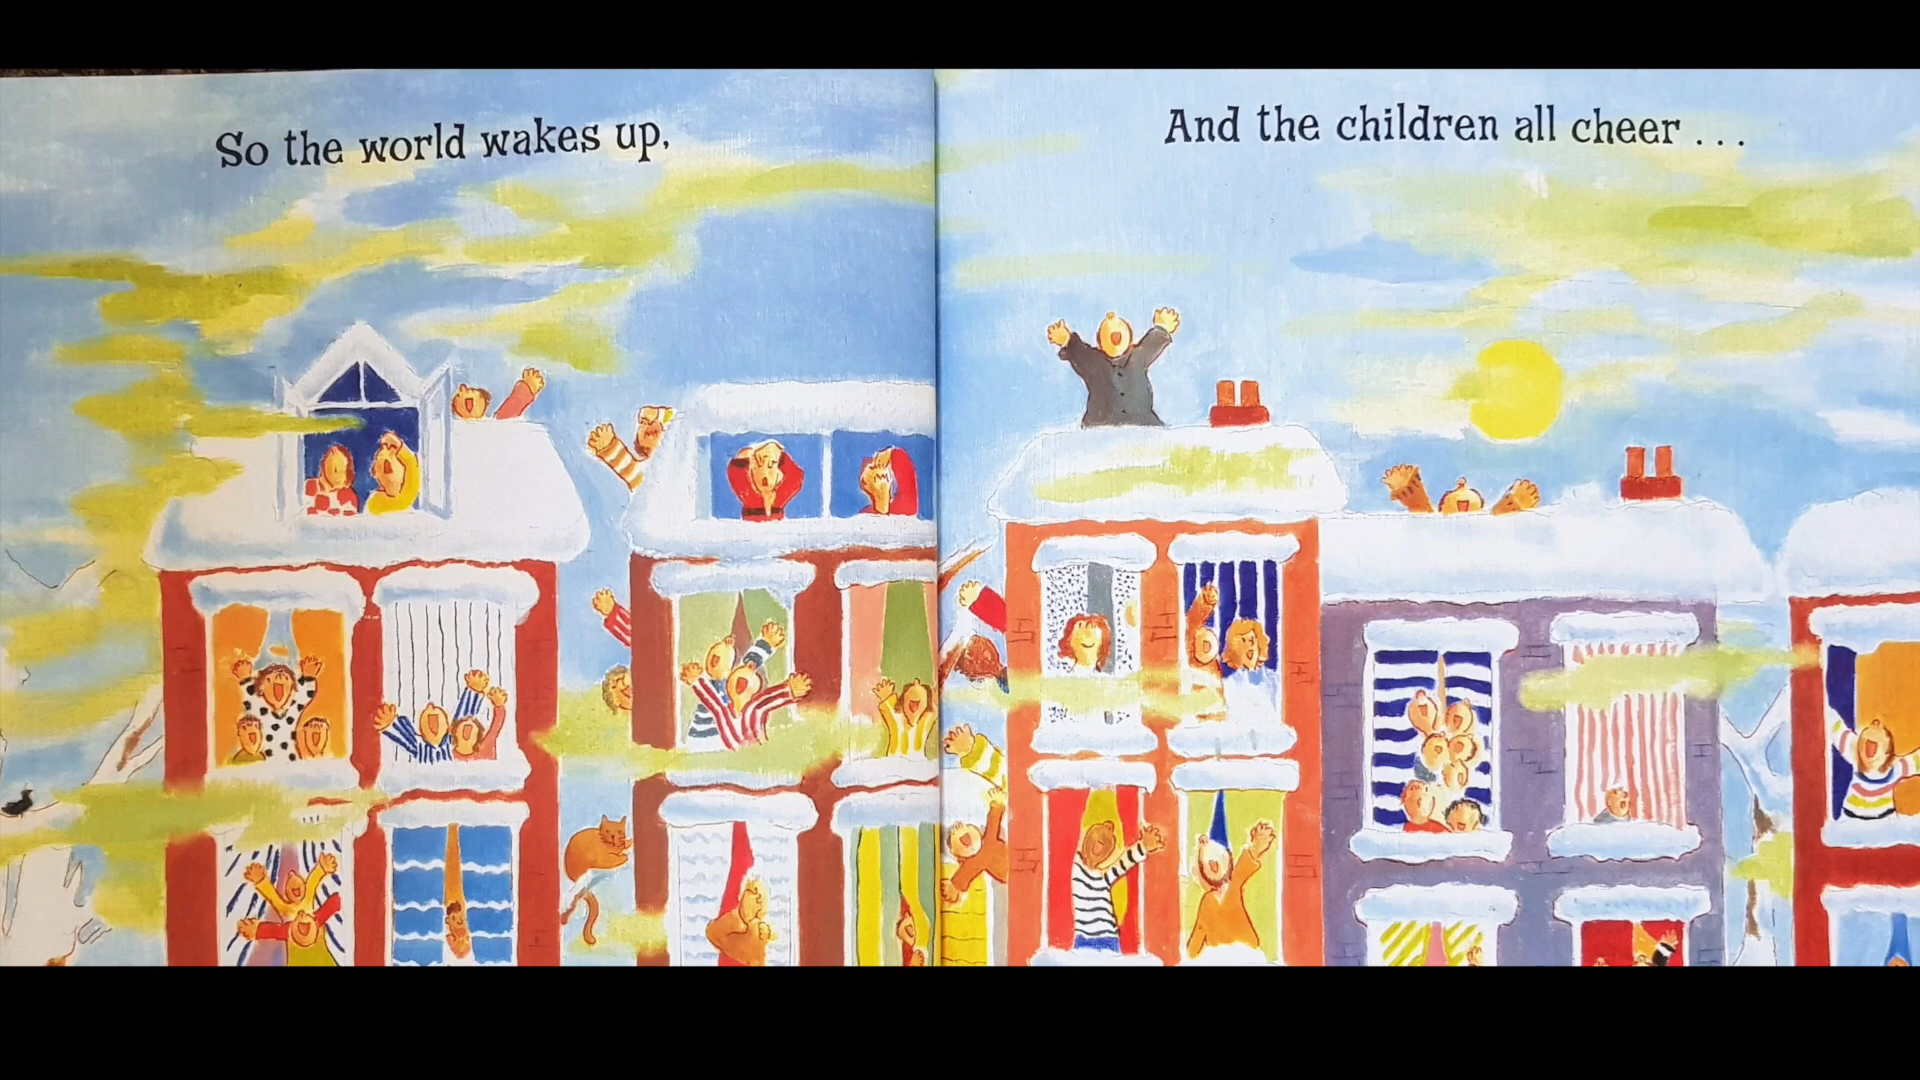 So the world wakes up,
And the children all cheer . . .